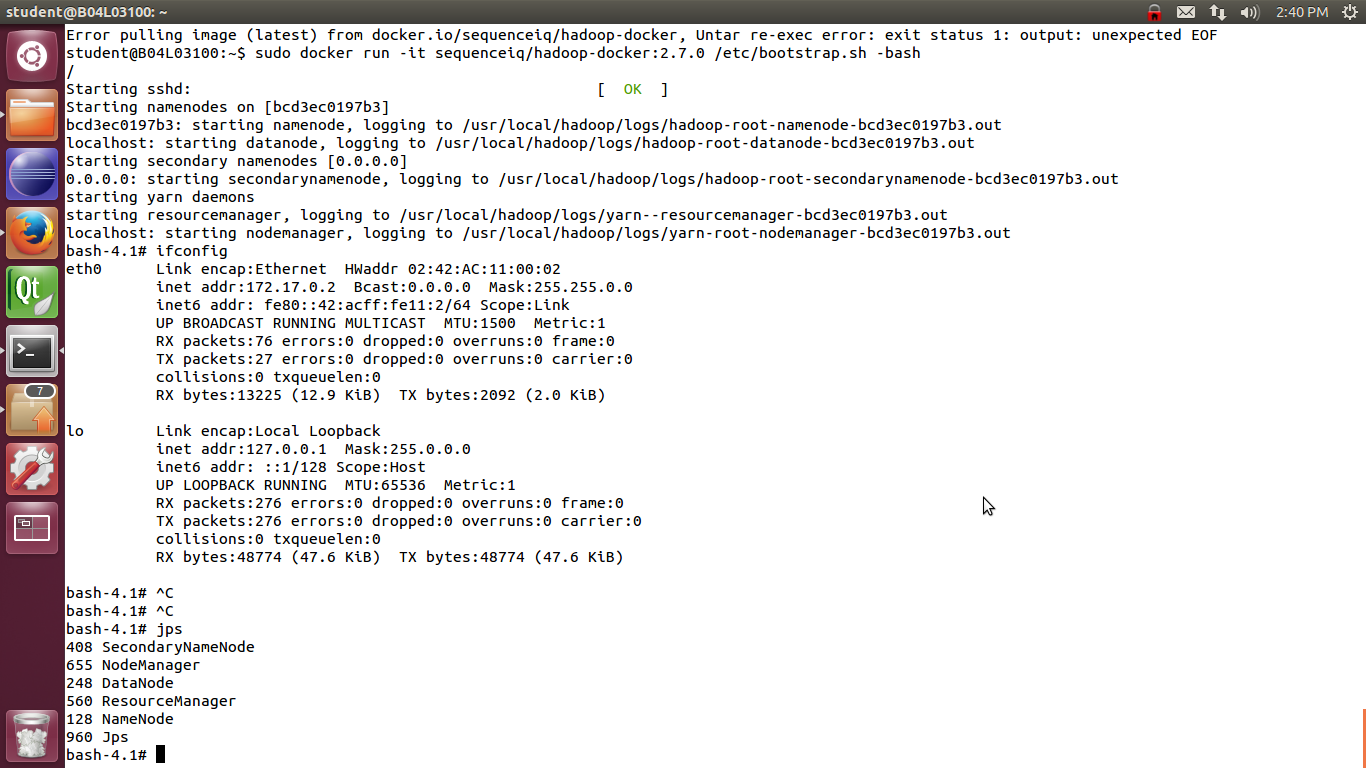 student@B04L03100: ~
2:40 PM
Error pulling image (latest) from docker.io/sequenceiq/hadoop-docker, Untar re-exec error: exit status 1: output: unexpected EOF
student@B04L03100:~$ sudo docker run -it sequenceiq/hadoop-docker:2.7.0 /etc/bootstrap.sh -bash
/
Starting sshd:                                             [  OK  ]
Starting namenodes on [bcd3ec0197b3]
bcd3ec0197b3: starting namenode, logging to /usr/local/hadoop/logs/hadoop-root-namenode-bcd3ec0197b3.out
localhost: starting datanode, logging to /usr/local/hadoop/logs/hadoop-root-datanode-bcd3ec0197b3.out
Starting secondary namenodes [0.0.0.0]
0.0.0.0: starting secondarynamenode, logging to /usr/local/hadoop/logs/hadoop-root-secondarynamenode-bcd3ec0197b3.out
starting yarn daemons
starting resourcemanager, logging to /usr/local/hadoop/logs/yarn--resourcemanager-bcd3ec0197b3.out
localhost: starting nodemanager, logging to /usr/local/hadoop/logs/yarn-root-nodemanager-bcd3ec0197b3.out
bash-4.1# ifconfig
eth0      Link encap:Ethernet  HWaddr 02:42:AC:11:00:02
          inet addr:172.17.0.2  Bcast:0.0.0.0  Mask:255.255.0.0
          inet6 addr: fe80::42:acff:fe11:2/64 Scope:Link
          UP BROADCAST RUNNING MULTICAST  MTU:1500  Metric:1
          RX packets:76 errors:0 dropped:0 overruns:0 frame:0
          TX packets:27 errors:0 dropped:0 overruns:0 carrier:0
          collisions:0 txqueuelen:0
          RX bytes:13225 (12.9 KiB)  TX bytes:2092 (2.0 KiB)
lo        Link encap:Local Loopback
          inet addr:127.0.0.1  Mask:255.0.0.0
          inet6 addr: ::1/128 Scope:Host
          UP LOOPBACK RUNNING  MTU:65536  Metric:1
          RX packets:276 errors:0 dropped:0 overruns:0 frame:0
          TX packets:276 errors:0 dropped:0 overruns:0 carrier:0
          collisions:0 txqueuelen:0
          RX bytes:48774 (47.6 KiB)  TX bytes:48774 (47.6 KiB)
bash-4.1# ^C
bash-4.1# ^C
bash-4.1# jps
408 SecondaryNameNode
655 NodeManager
248 DataNode
560 ResourceManager
128 NameNode
960 Jps
bash-4.1#
Qt
>_
7